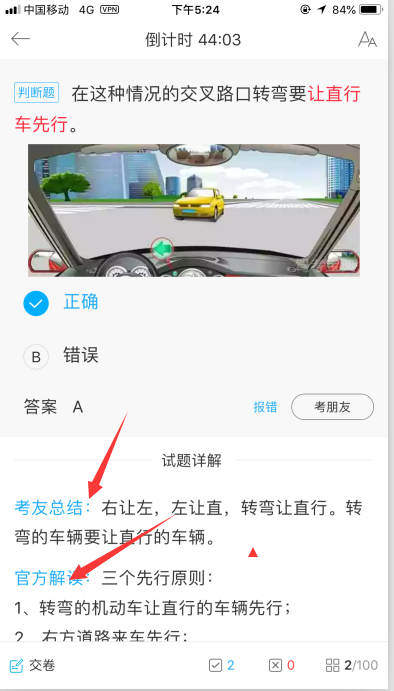 中国移动 4G VPN 下午5:24 84%
倒计时 44:03 AA
判断题 在这种情况的交叉路口转弯要让直行
车先行。
正确
B 错误
答案 A 报错 考朋友
试题详解
考友总结：右让左，左让直，转弯让直行。转
弯的车辆要让直行的车辆。
官方解读：三个先行原则：
1、转弯的机动车让直行的车辆先行；
2、右方道路来车先行；
交卷 2 0 2/100